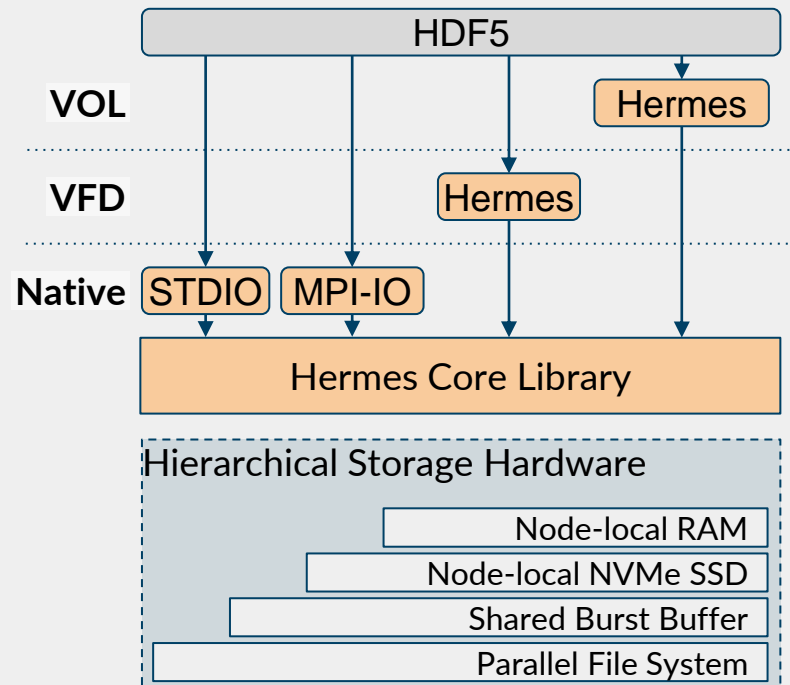 HDF5
VOL
Hermes
VFD
Hermes
Native
STDIO
MPI-IO
Hermes Core Library
Hierarchical Storage Hardware
Node-local RAM
Node-local NVMe SSD
Shared Burst Buffer
Parallel File System